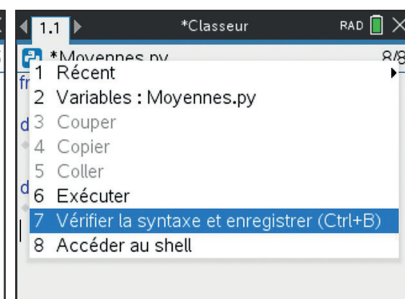 1.1 *Classeur RAD
*Moyennes.py 8/8
1 Récent
2 Variables : Moyennes.py
3 Couper
4 Copier
5 Coller
6 Exécuter
7 Vérifier la syntaxe et enregistrer (Ctrl+B)
8 Accéder au shell